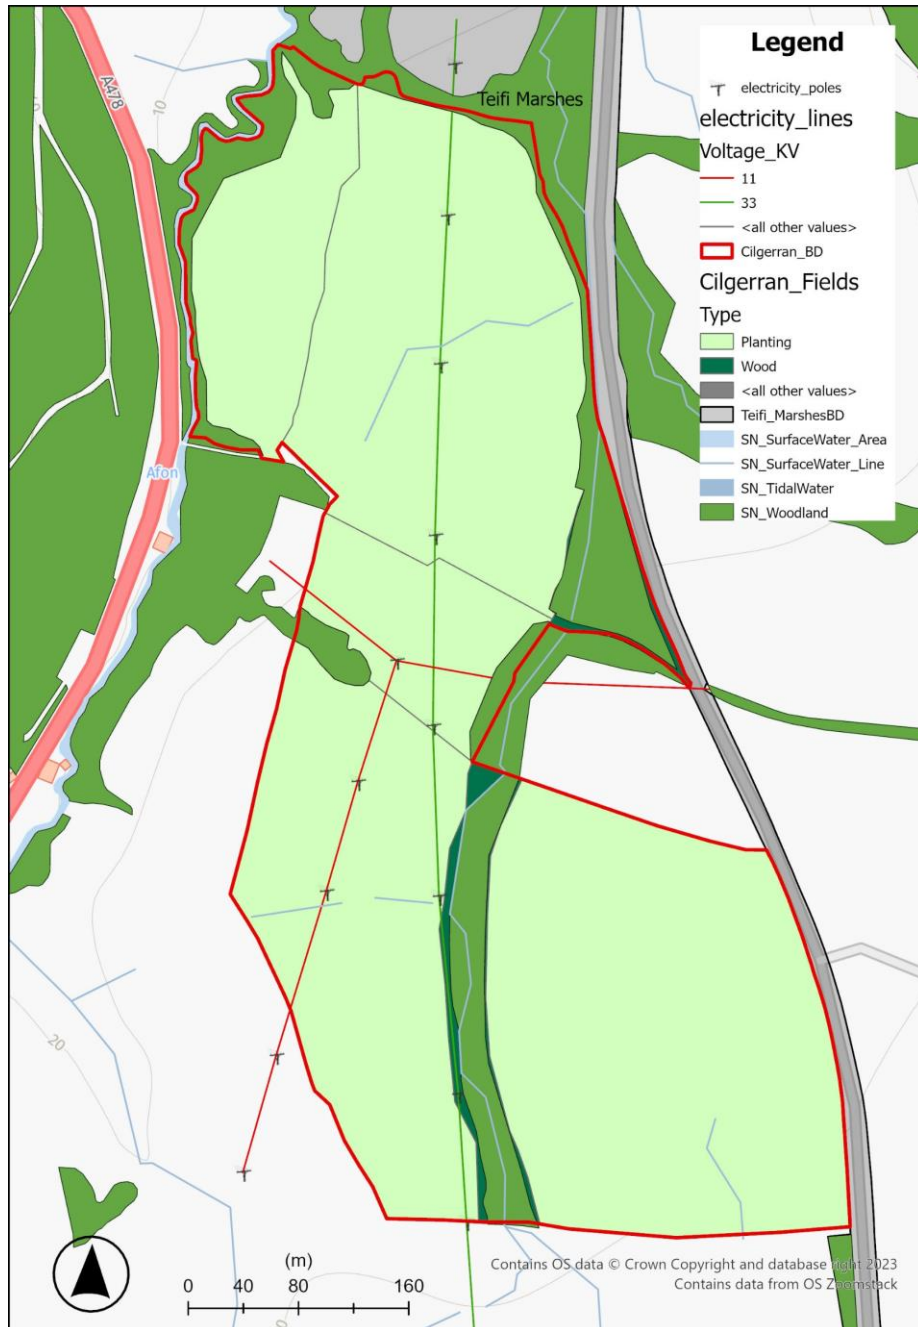 Legend
electricity_poles
electricity_lines
Voltage_KV
11
33
<all other values>
Cilgerran_BD
Cilgerran_Fields
Type
Planting
Wood
<all other values>
Teifi_MarshesBD
SN_SurfaceWater_Area
SN_SurfaceWater_Line
SN_TidalWater
SN_Woodland
Teifi Marshes
A478
10
10
Afon
20
(m)
0 40 80 160
Contains OS data © Crown Copyright and database right 2023
Contains data from OS Zoomstack